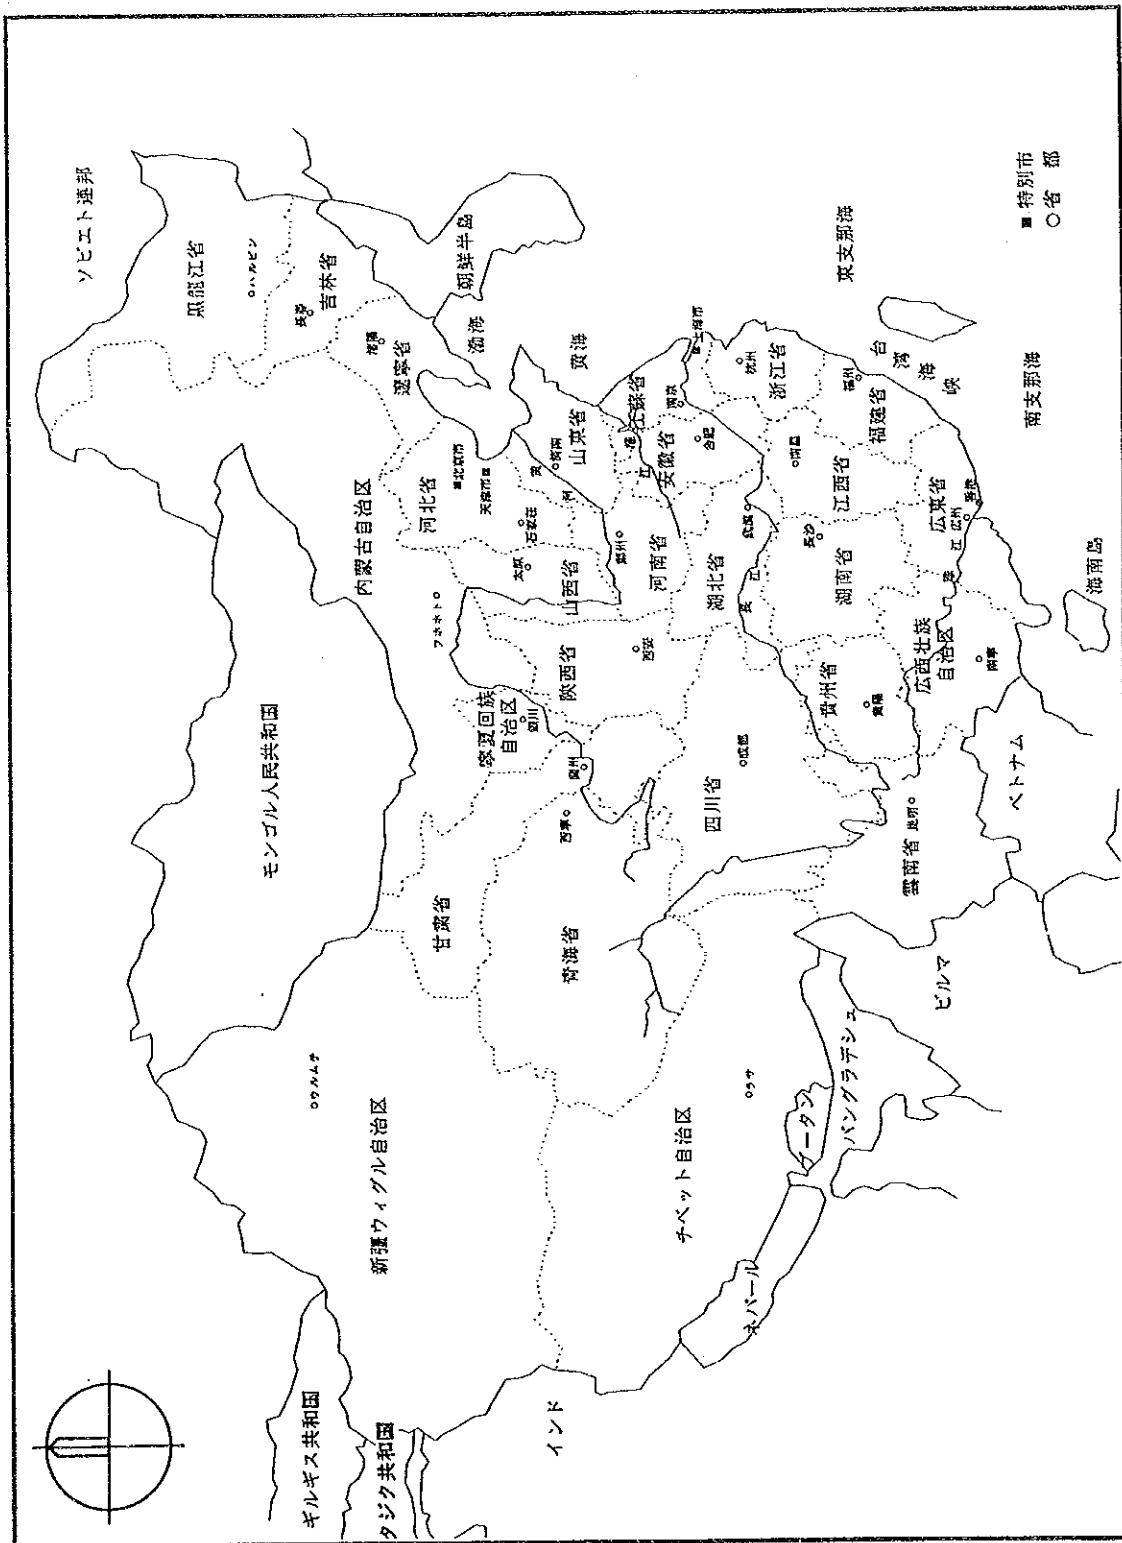 ソビエト連邦
黒龍江省
ハルビン
吉林省
長春
瀋陽
遼寧省
朝鮮半島
渤海
黄海
モンゴル人民共和国
内蒙古自治区
フホホト
河北省
北京市
天津市
石家荘
済南
山東省
黄
河
太原
山西省
鄭州
河南省
江蘇省
南京
安徽省
合肥
上海市
杭州
浙江省
東支那海
陝西省
西安
湖北省
武漢
長
江
寧夏回族
自治区
銀川
蘭州
西寧
甘粛省
青海省
四川省
成都
湖南省
長沙
江西省
南昌
福建省
福州
台
湾
海
峡
南支那海
貴州省
貴陽
広西壮族
自治区
南寧
広東省
広州
江
海南島
雲南省
昆明
ベトナム
ビルマ
新彊ウィグル自治区
ウルムチ
チベット自治区
ラサ
ブータン
バングラデシュ
ネパール
インド
ギルギス共和国
タジク共和国
■ 特別市
○ 省 都